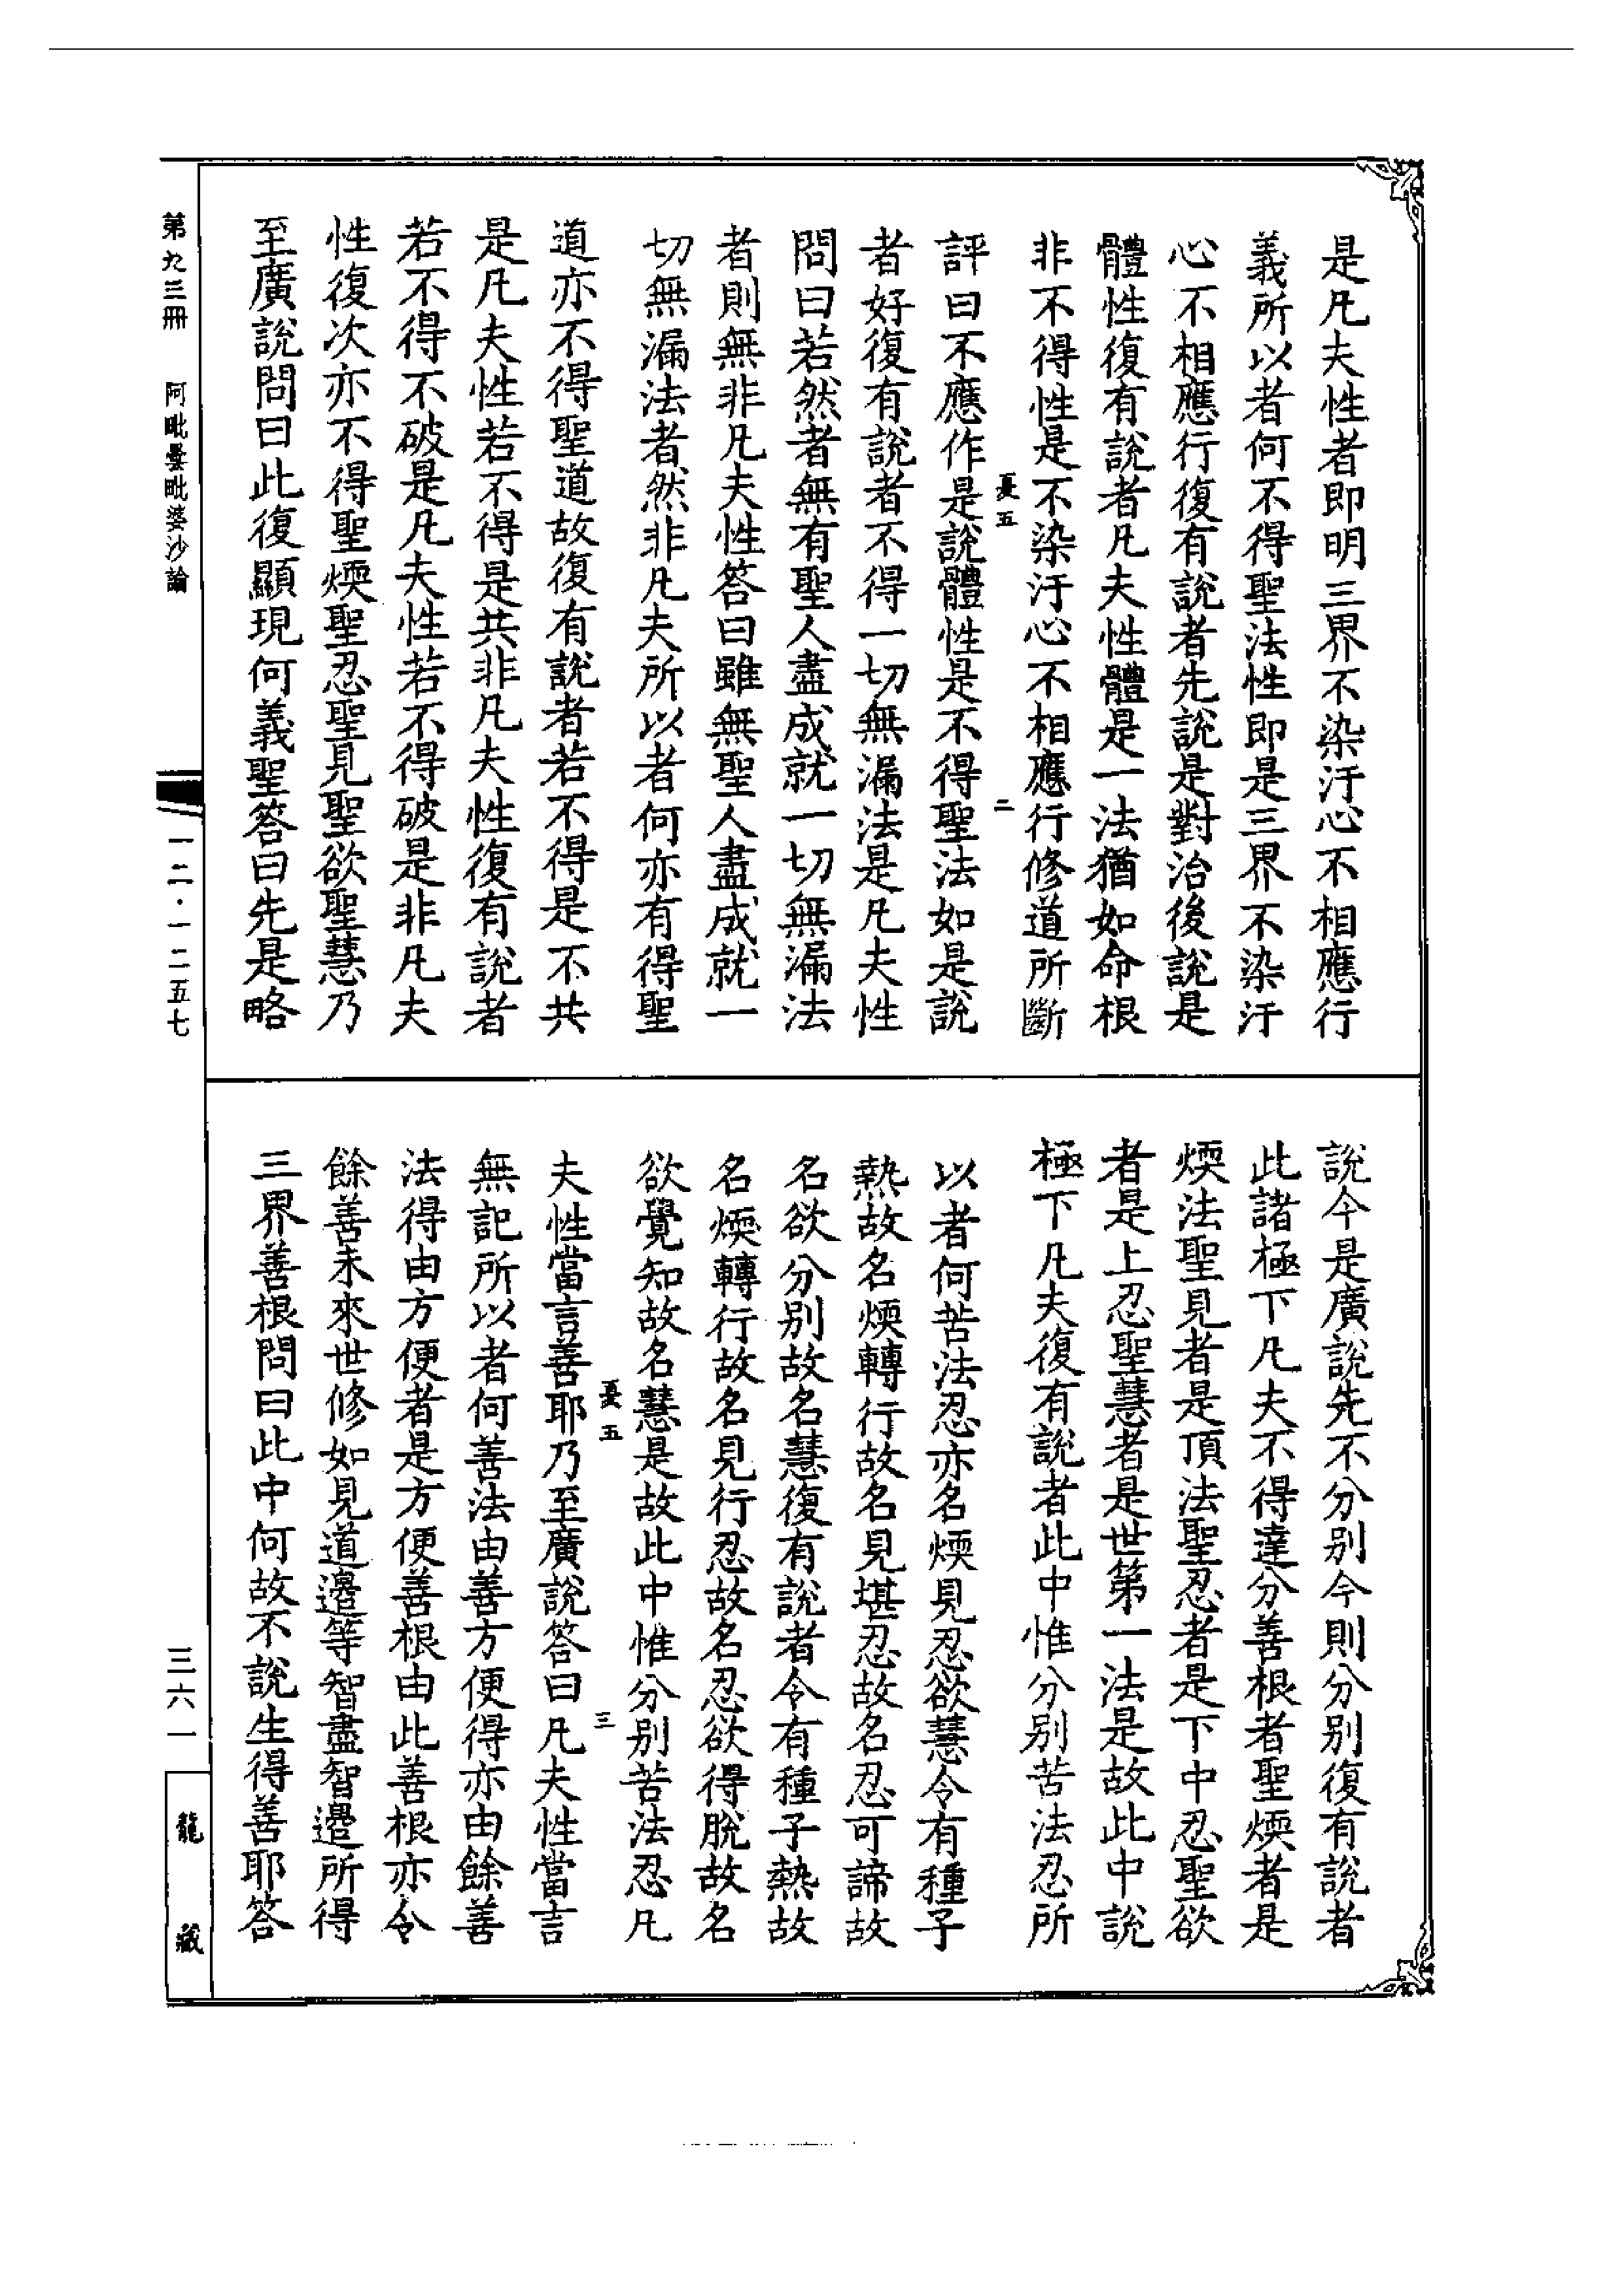 是凡夫性者即明三界不染汙心不相應行
義所以者何不得聖法性即是三界不染汙
心不相應行復有說者先說是對治後說是
體性復有說者凡夫性體是一法猶如命根
非不得性是不染汙心不相應行修道所斷
憂五 二
評曰不應作是說體性是不得聖法如是說
者好復有說者不得一切無漏法是凡夫性
問曰若然者無有聖人盡成就一切無漏法
者則無非凡夫性答曰雖無聖人盡成就一
切無漏法者然非凡夫所以者何亦有得聖
道亦不得聖道故復有說者若不得是不共
是凡夫性若不得是共非凡夫性復有說者
若不得不破是凡夫性若不得破是非凡夫
性復次亦不得聖煗聖忍聖見聖欲聖慧乃
至廣說問曰此復顯現何義聖答曰先是略
說今是廣說先不分別今則分別復有說者
此諸極下凡夫不得達分善根者聖煗者是
煗法聖見者是頂法聖忍者是下中忍聖欲
者是上忍聖慧者是世第一法是故此中說
極下凡夫復有說者此中惟分別苦法忍所
以者何苦法忍亦名煗見忍欲慧令有種子
熱故名煗轉行故名見堪忍故名忍可諦故
名欲分別故名慧復有說者令有種子熱故
名煗轉行故名見行忍故名忍欲得脫故名
欲覺知故名慧是故此中惟分別苦法忍凡
憂五 三
夫性當言善耶乃至廣說答曰凡夫性當言
無記所以者何善法由善方便得亦由餘善
法得由方便者是方便善根由此善根亦令
餘善未來世修如見道邊等智盡智邊所得
三界善根問曰此中何故不說生得善耶答
第九三冊 阿毗曇毗婆沙論
一二·一二五七
三六一
龍藏